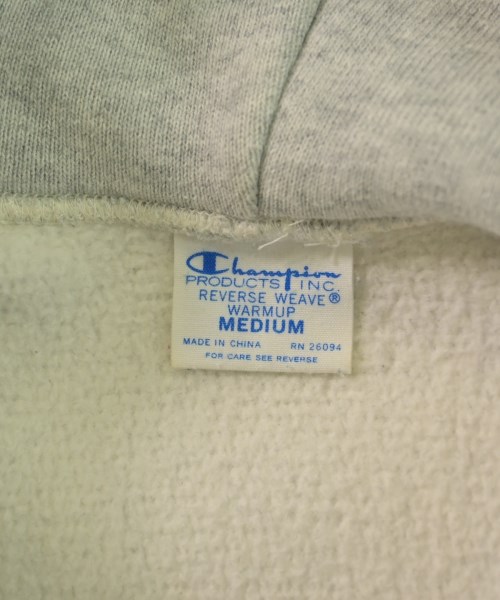 Champion
PRODUCTS INC.
REVERSE WEAVE®
WARMUP
MEDIUM
MADE IN CHINA RN 26094
FOR CARE SEE REVERSE